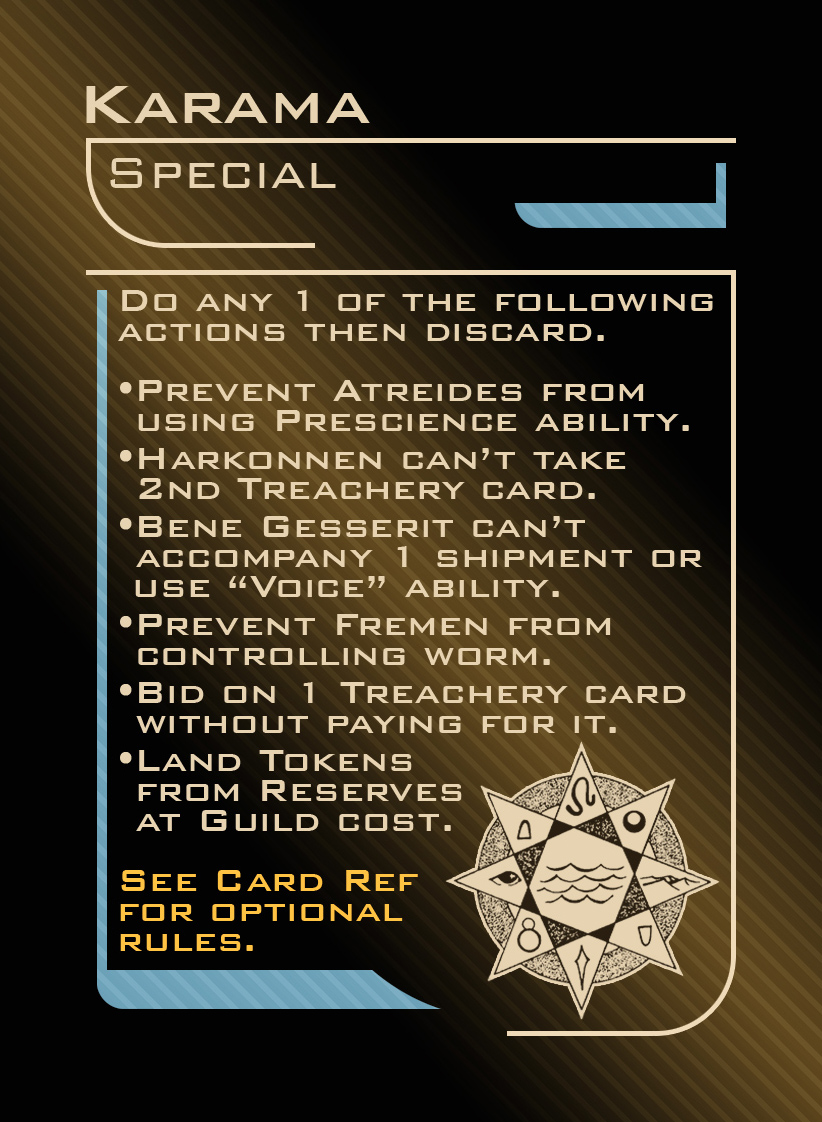 KARAMA
SPECIAL
DO ANY 1 OF THE FOLLOWING
ACTIONS THEN DISCARD.
•PREVENT ATREIDES FROM
USING PRESCIENCE ABILITY.
•HARKONNEN CAN'T TAKE
2ND TREACHERY CARD.
•BENE GESSERIT CAN'T
ACCOMPANY 1 SHIPMENT OR
USE “VOICE” ABILITY.
•PREVENT FREMEN FROM
CONTROLLING WORM.
•BID ON 1 TREACHERY CARD
WITHOUT PAYING FOR IT.
•LAND TOKENS
FROM RESERVES
AT GUILD COST.
SEE CARD REF
FOR OPTIONAL
RULES.